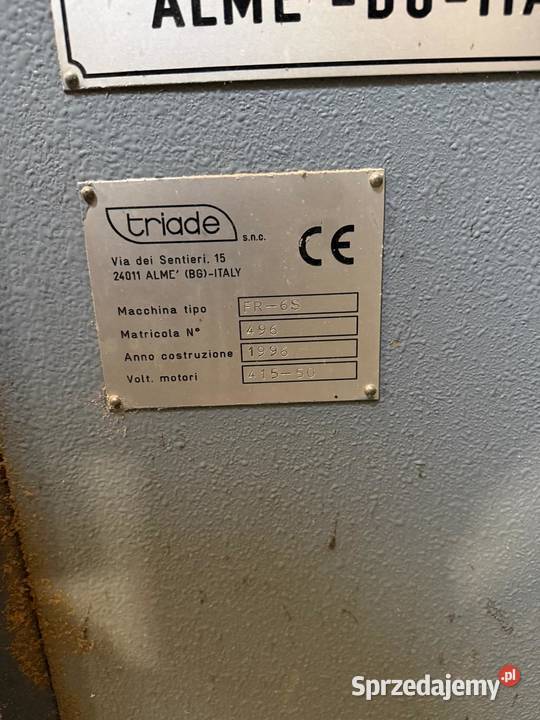 ALME' -BG-ITA
triade s.n.c.
CE
Via dei Sentieri, 15
24011 ALME' (BG)-ITALY
Macchina tipo FR-6S
Matricola N° 496
Anno costruzione 1996
Volt. motori 415-50
Sprzedajemy.pl